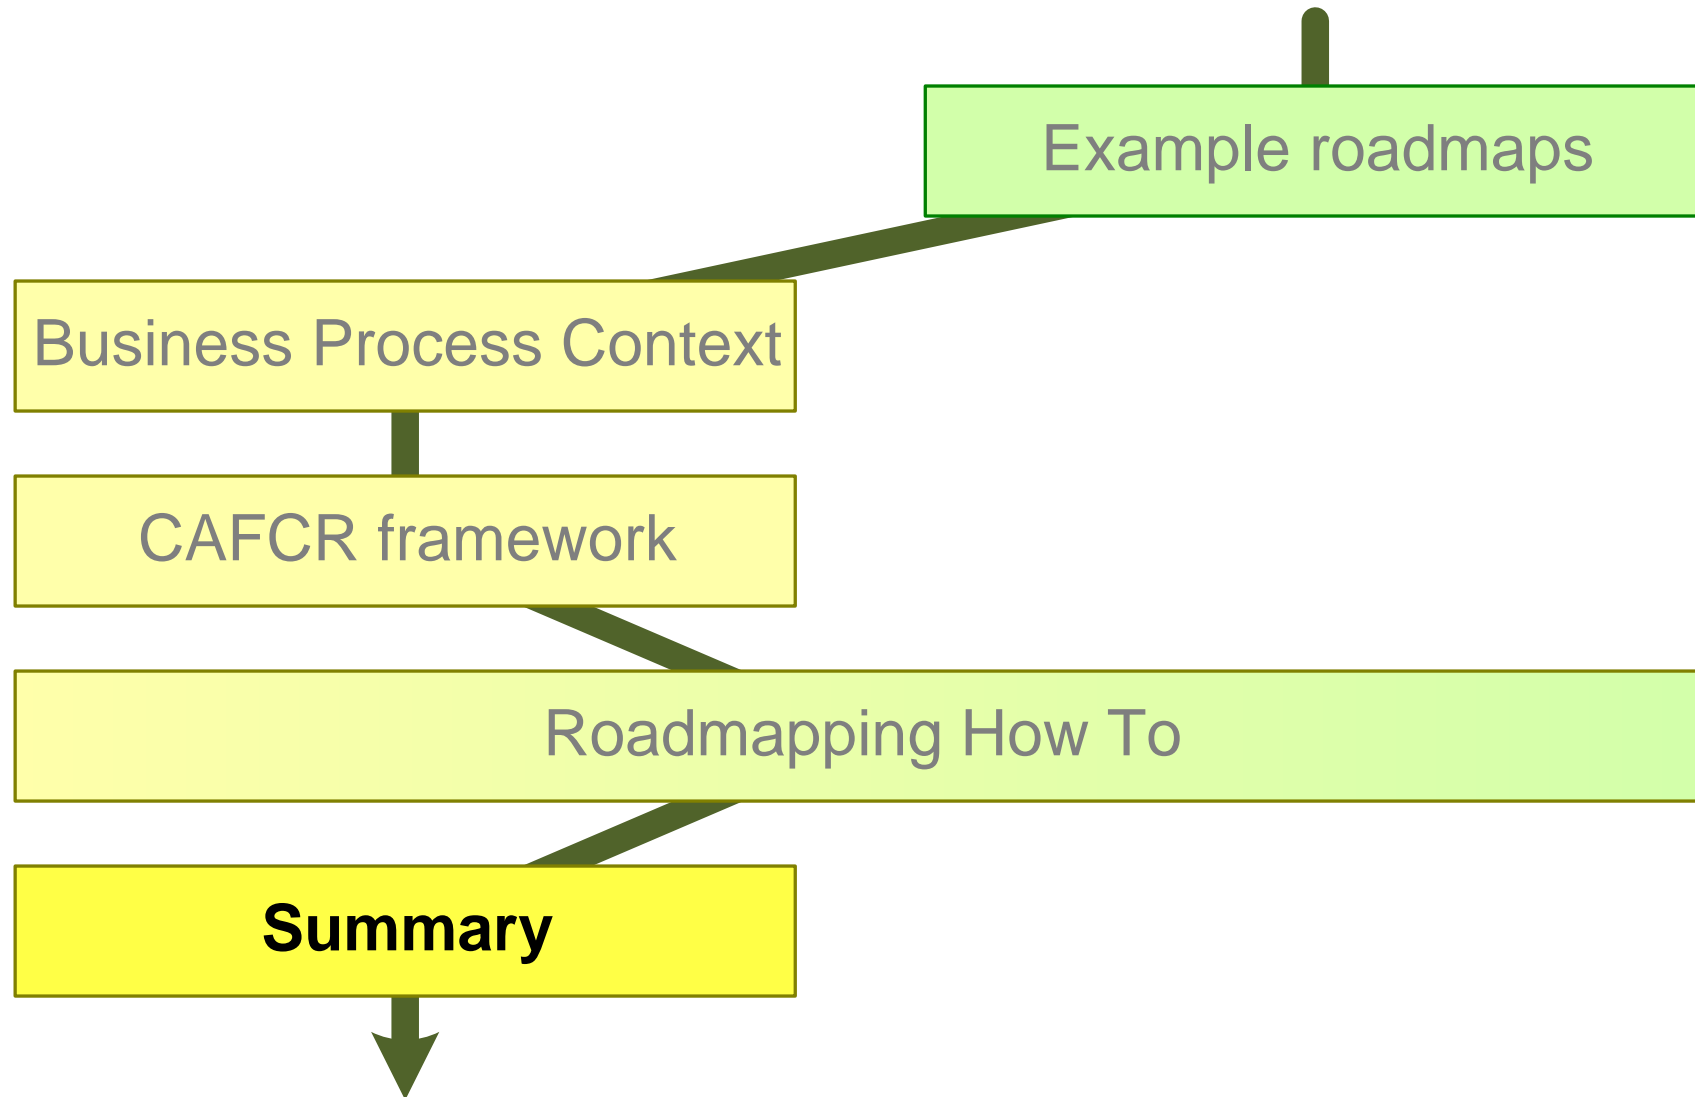 Example roadmaps
Business Process Context
CAFCR framework
Roadmapping How To
Summary